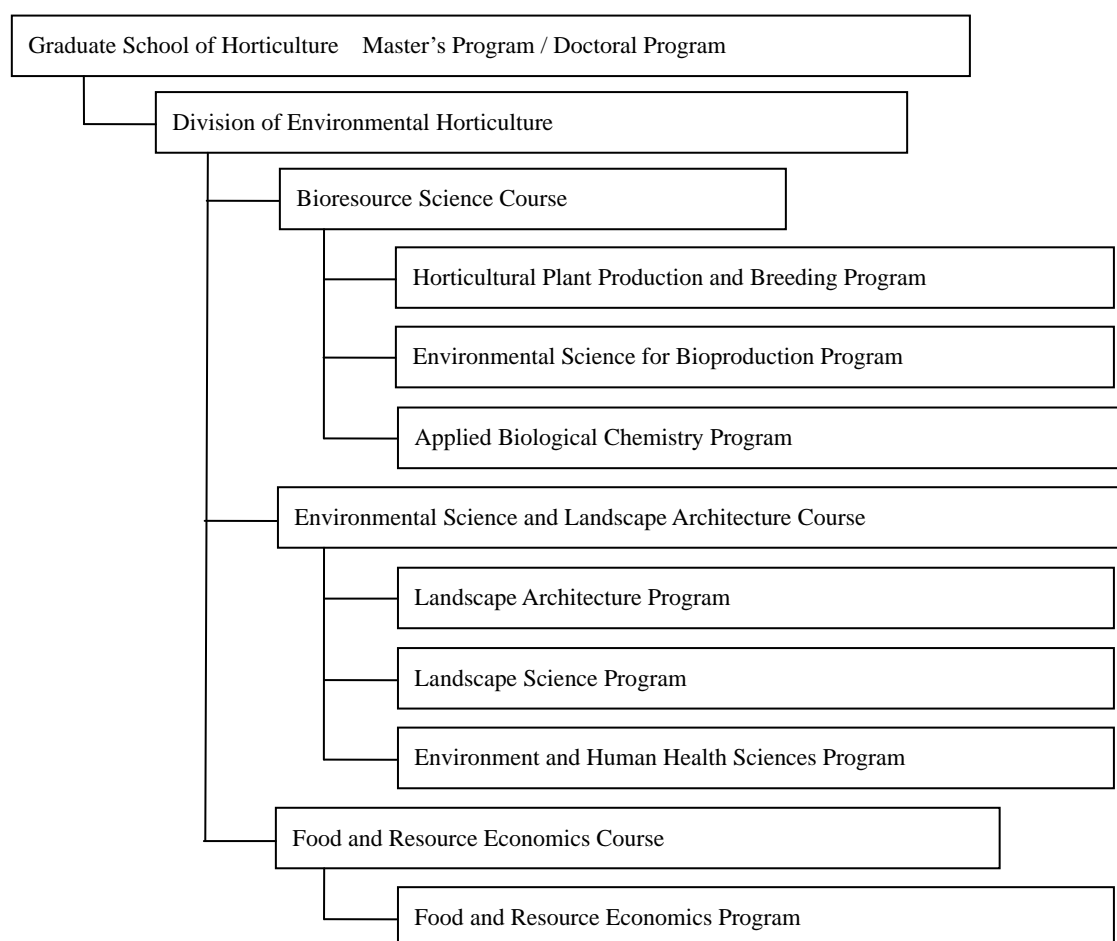 Graduate School of Horticulture Master’s Program / Doctoral Program
Division of Environmental Horticulture
Bioresource Science Course
Horticultural Plant Production and Breeding Program
Environmental Science for Bioproduction Program
Applied Biological Chemistry Program
Environmental Science and Landscape Architecture Course
Landscape Architecture Program
Landscape Science Program
Environment and Human Health Sciences Program
Food and Resource Economics Course
Food and Resource Economics Program